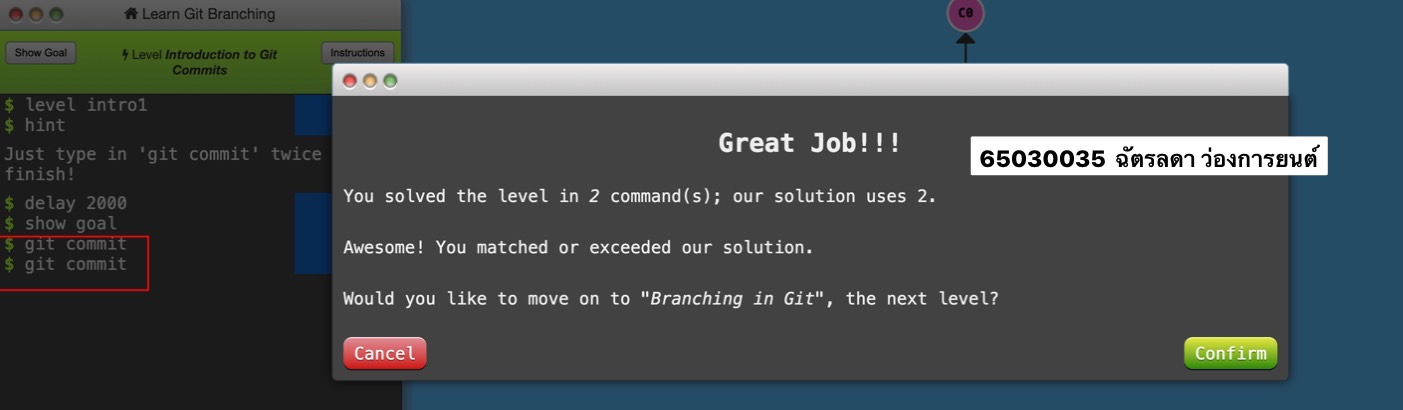 Learn Git Branching
Show Goal
Level Introduction to Git Commits
Instructions
$ level intro1
$ hint
Just type in 'git commit' twice
finish!
$ delay 2000
$ show goal
$ git commit
$ git commit
C0
Great Job!!!
65030035 ฉัตรลดา ว่องการยนต์
You solved the level in 2 command(s); our solution uses 2.
Awesome! You matched or exceeded our solution.
Would you like to move on to "Branching in Git", the next level?
Cancel
Confirm